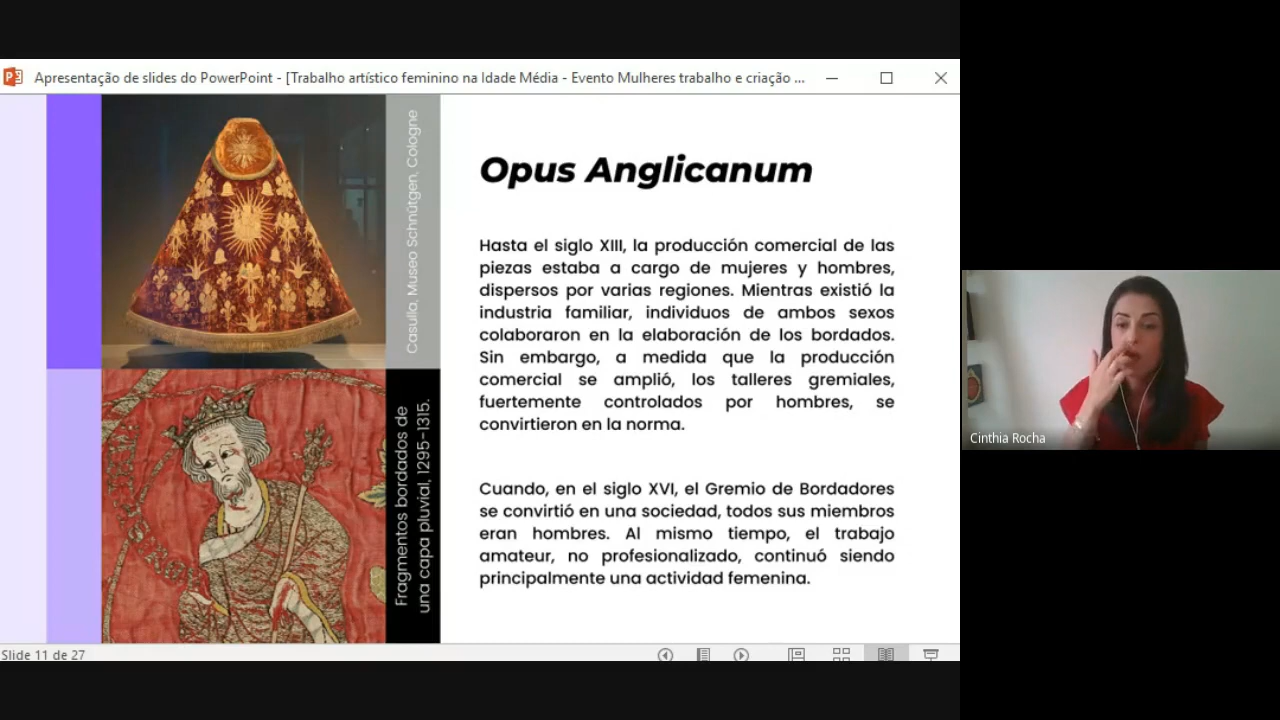 Apresentação de slides do PowerPoint - [Trabalho artístico feminino na Idade Média - Evento Mulheres trabalho e criação ...
Casulla, Museo Schnütgen, Cologne
Fragmentos bordados de
una capa pluvial, 1295-1315.
Opus Anglicanum
Hasta el siglo XIII, la producción comercial de las
piezas estaba a cargo de mujeres y hombres,
dispersos por varias regiones. Mientras existió la
industria familiar, individuos de ambos sexos
colaboraron en la elaboración de los bordados.
Sin embargo, a medida que la producción
comercial se amplió, los talleres gremiales,
fuertemente controlados por hombres, se
convirtieron en la norma.
Cuando, en el siglo XVI, el Gremio de Bordadores
se convirtió en una sociedad, todos sus miembros
eran hombres. Al mismo tiempo, el trabajo
amateur, no profesionalizado, continuó siendo
principalmente una actividad femenina.
Cinthia Rocha
Slide 11 de 27